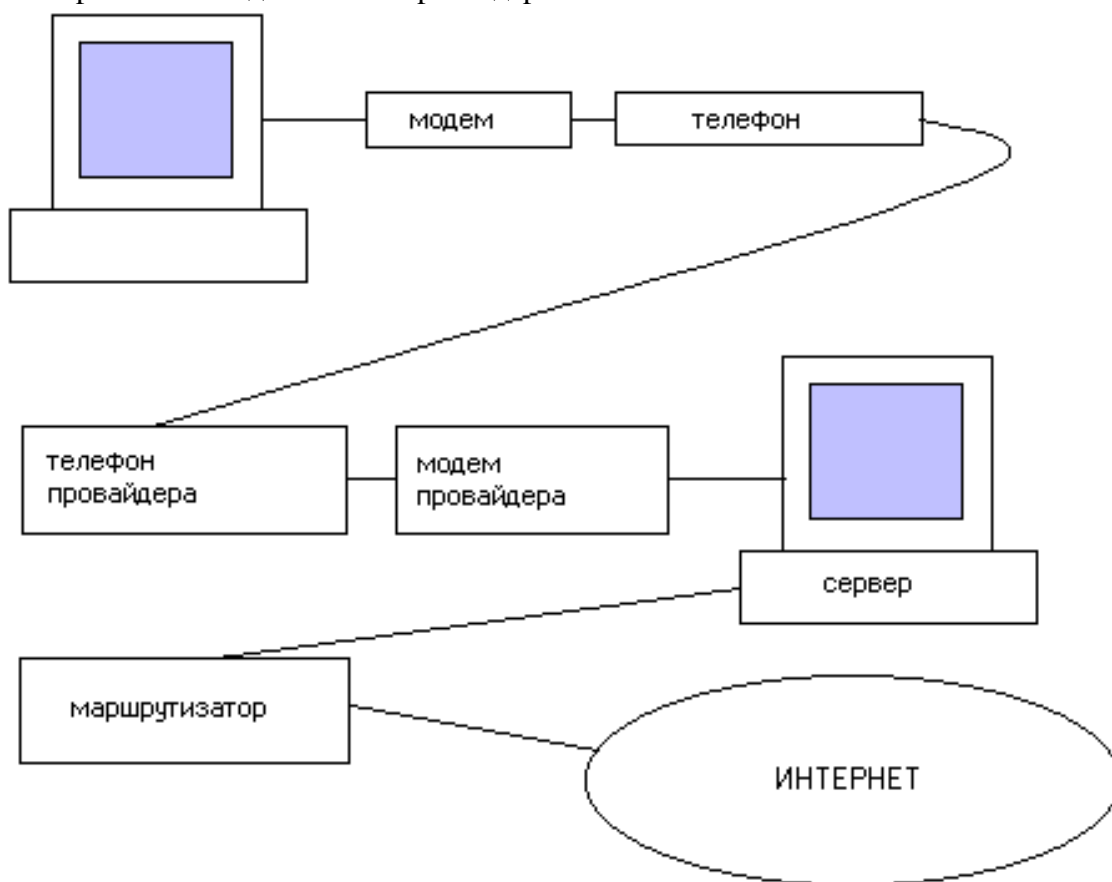 модем
телефон
телефон
провайдера
модем
провайдера
сервер
маршрутизатор
ИНТЕРНЕТ